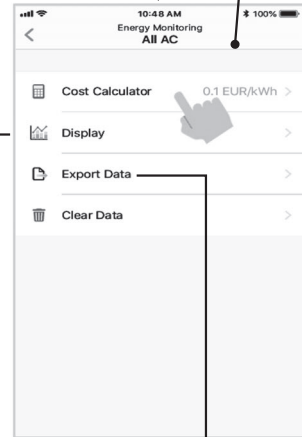 10:48 AM
100%
Energy Monitoring
All AC
Cost Calculator 0.1 EUR/kWh
Display
Export Data
Clear Data